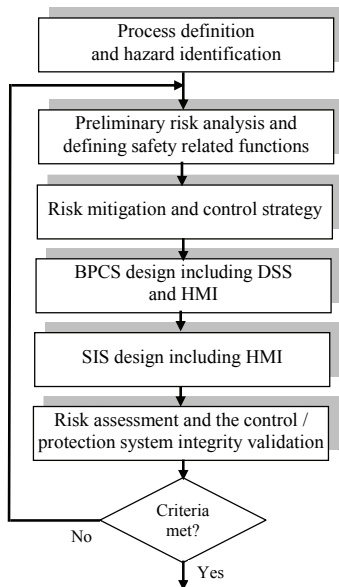 Process definition
and hazard identification
Preliminary risk analysis and
defining safety related functions
Risk mitigation and control strategy
BPCS design including DSS
and HMI
SIS design including HMI
Risk assessment and the control /
protection system integrity validation
Criteria
met?
No
Yes